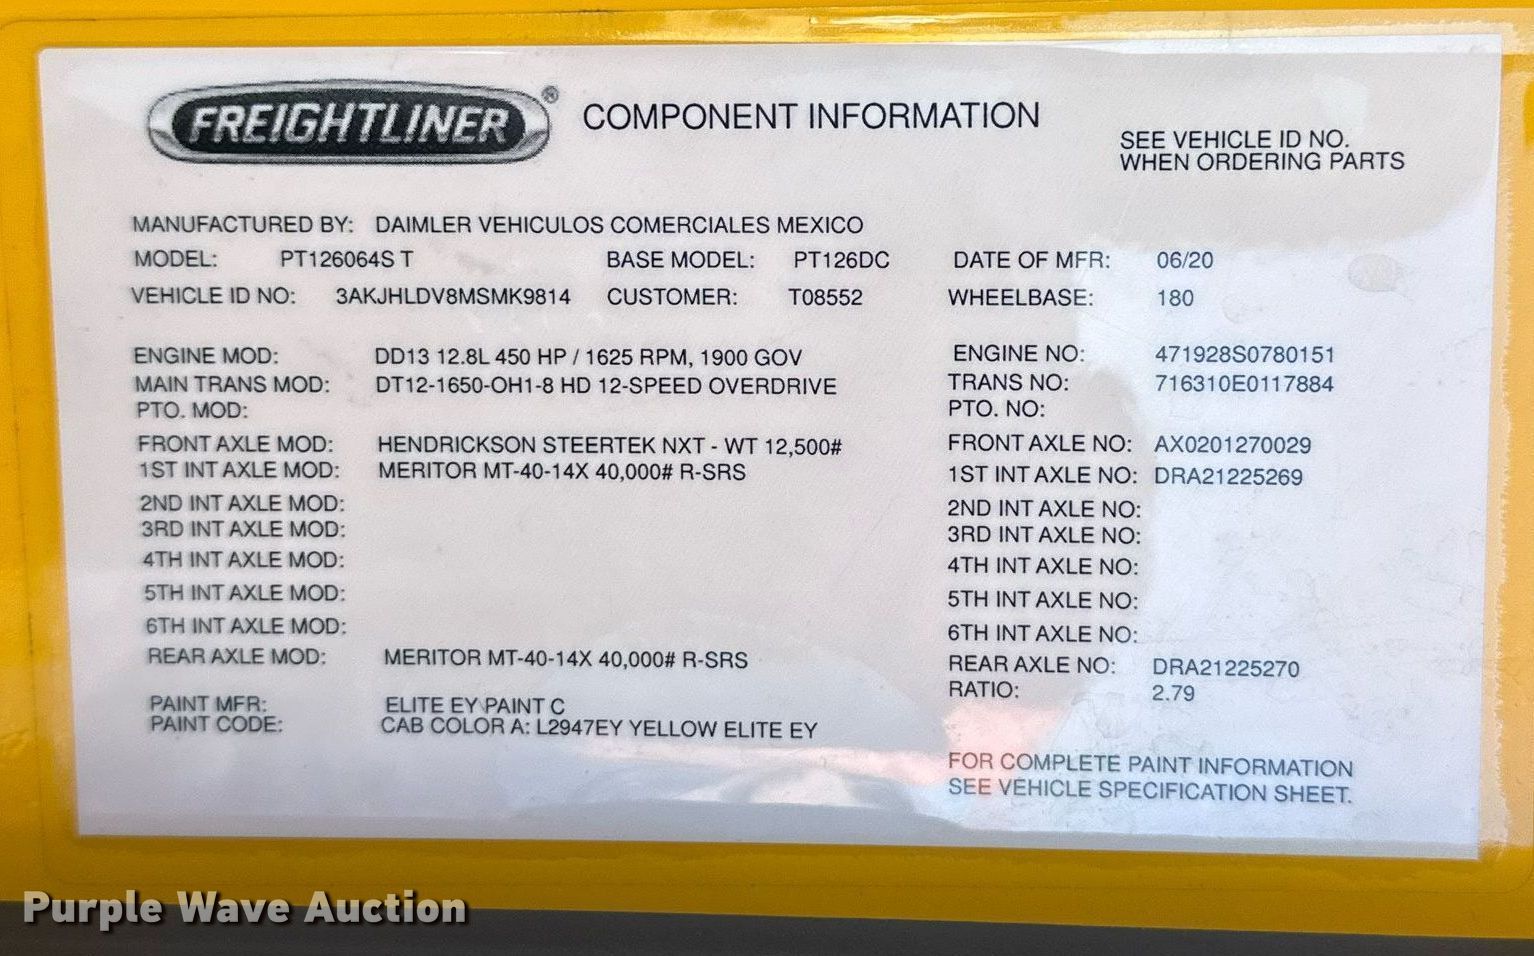 FREIGHTLINER® COMPONENT INFORMATION
SEE VEHICLE ID NO.
WHEN ORDERING PARTS
MANUFACTURED BY: DAIMLER VEHICULOS COMERCIALES MEXICO
MODEL: PT126064S T BASE MODEL: PT126DC DATE OF MFR: 06/20
VEHICLE ID NO: 3AKJHLDV8MSMK9814 CUSTOMER: T08552 WHEELBASE: 180
ENGINE MOD: DD13 12.8L 450 HP / 1625 RPM, 1900 GOV ENGINE NO: 471928S0780151
MAIN TRANS MOD: DT12-1650-OH1-8 HD 12-SPEED OVERDRIVE TRANS NO: 716310E0117884
PTO. MOD: PTO. NO:
FRONT AXLE MOD: HENDRICKSON STEERTEK NXT - WT 12,500# FRONT AXLE NO: AX0201270029
1ST INT AXLE MOD: MERITOR MT-40-14X 40,000# R-SRS 1ST INT AXLE NO: DRA21225269
2ND INT AXLE MOD: 2ND INT AXLE NO:
3RD INT AXLE MOD: 3RD INT AXLE NO:
4TH INT AXLE MOD: 4TH INT AXLE NO:
5TH INT AXLE MOD: 5TH INT AXLE NO:
6TH INT AXLE MOD: 6TH INT AXLE NO:
REAR AXLE MOD: MERITOR MT-40-14X 40,000# R-SRS REAR AXLE NO: DRA21225270
RATIO: 2.79
PAINT MFR: ELITE EY PAINT C
PAINT CODE: CAB COLOR A: L2947EY YELLOW ELITE EY
FOR COMPLETE PAINT INFORMATION
SEE VEHICLE SPECIFICATION SHEET.
Purple Wave Auction